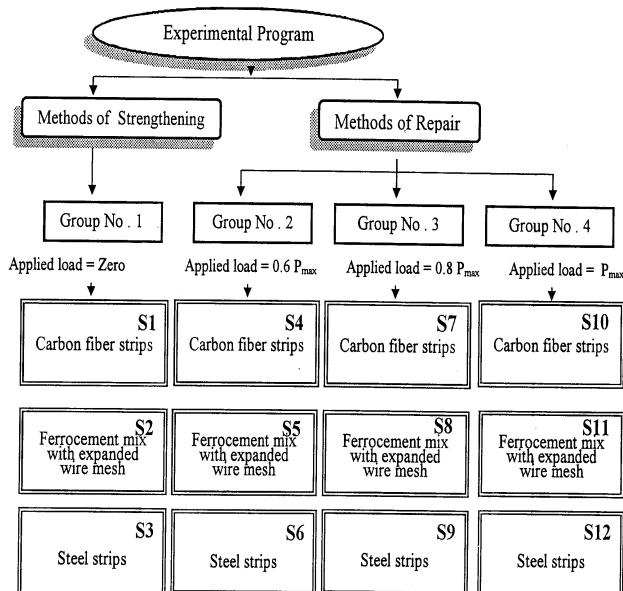 Experimental Program
Methods of Strengthening
Methods of Repair
Group No . 1
Group No . 2
Group No . 3
Group No . 4
Applied load = Zero
Applied load = 0.6 Pmax
Applied load = 0.8 Pmax
Applied load = Pmax
S1
Carbon fiber strips
S4
Carbon fiber strips
S7
Carbon fiber strips
S10
Carbon fiber strips
S2
Ferrocement mix
with expanded
wire mesh
S5
Ferrocement mix
with expanded
wire mesh
S8
Ferrocement mix
with expanded
wire mesh
S11
Ferrocement mix
with expanded
wire mesh
S3
Steel strips
S6
Steel strips
S9
Steel strips
S12
Steel strips